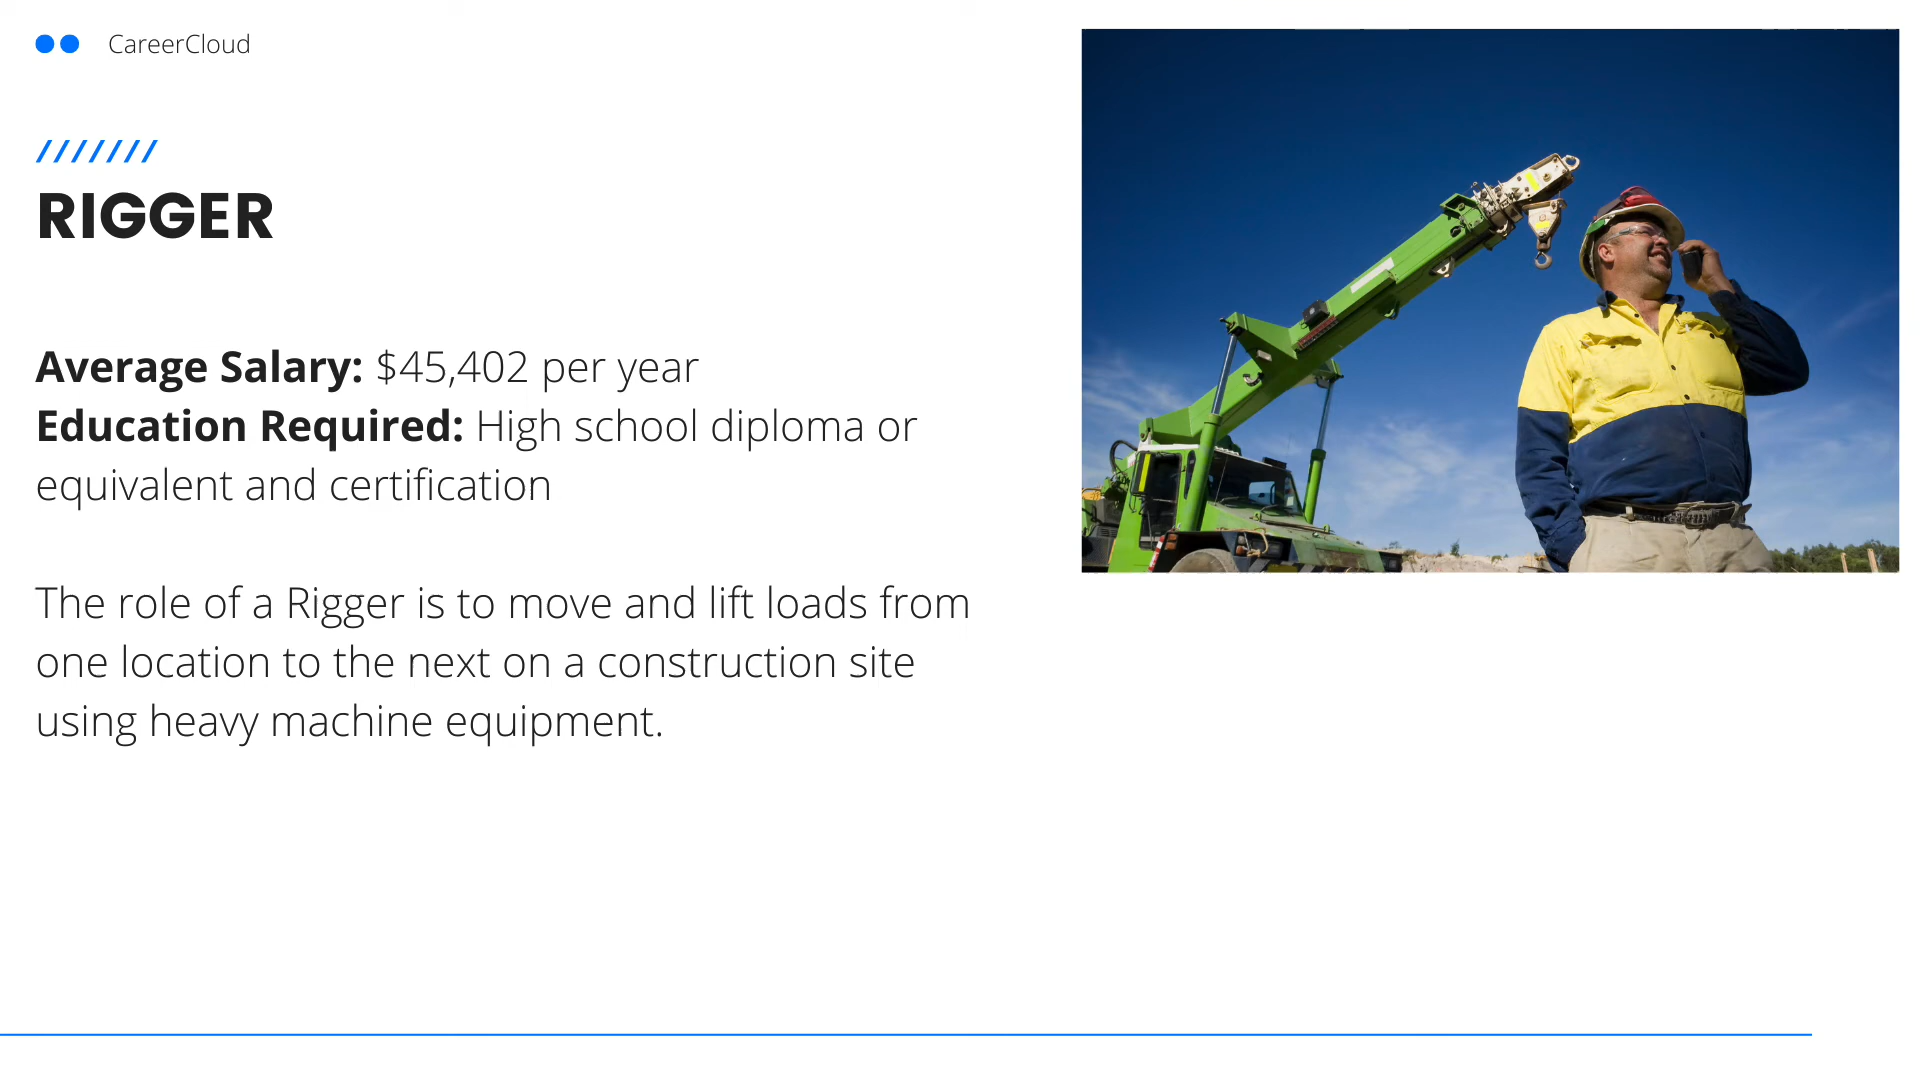 CareerCloud
///////
RIGGER
Average Salary: $45,402 per year
Education Required: High school diploma or
equivalent and certification
The role of a Rigger is to move and lift loads from
one location to the next on a construction site
using heavy machine equipment.